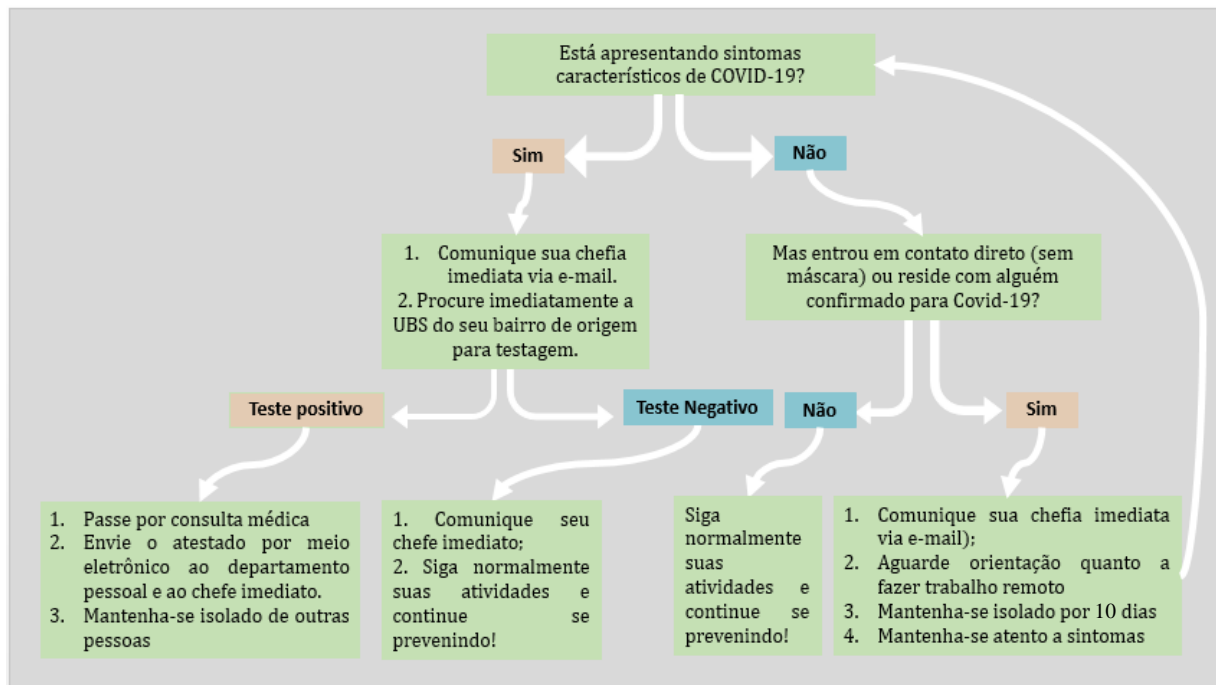 Está apresentando sintomas
característicos de COVID-19?
Sim
Não
1. Comunique sua chefia
imediata via e-mail.
2. Procure imediatamente a
UBS do seu bairro de origem
para testagem.
Mas entrou em contato direto (sem
máscara) ou reside com alguém
confirmado para Covid-19?
Teste positivo
Teste Negativo
Não
Sim
1. Passe por consulta médica
2. Envie o atestado por meio
eletrônico ao departamento
pessoal e ao chefe imediato.
3. Mantenha-se isolado de outras
pessoas
1. Comunique seu
chefe imediato;
2. Siga normalmente
suas atividades e
continue se
prevenindo!
Siga
normalmente
suas
atividades e
continue se
prevenindo!
1. Comunique sua chefia imediata
via e-mail);
2. Aguarde orientação quanto a
fazer trabalho remoto
3. Mantenha-se isolado por 10 dias
4. Mantenha-se atento a sintomas